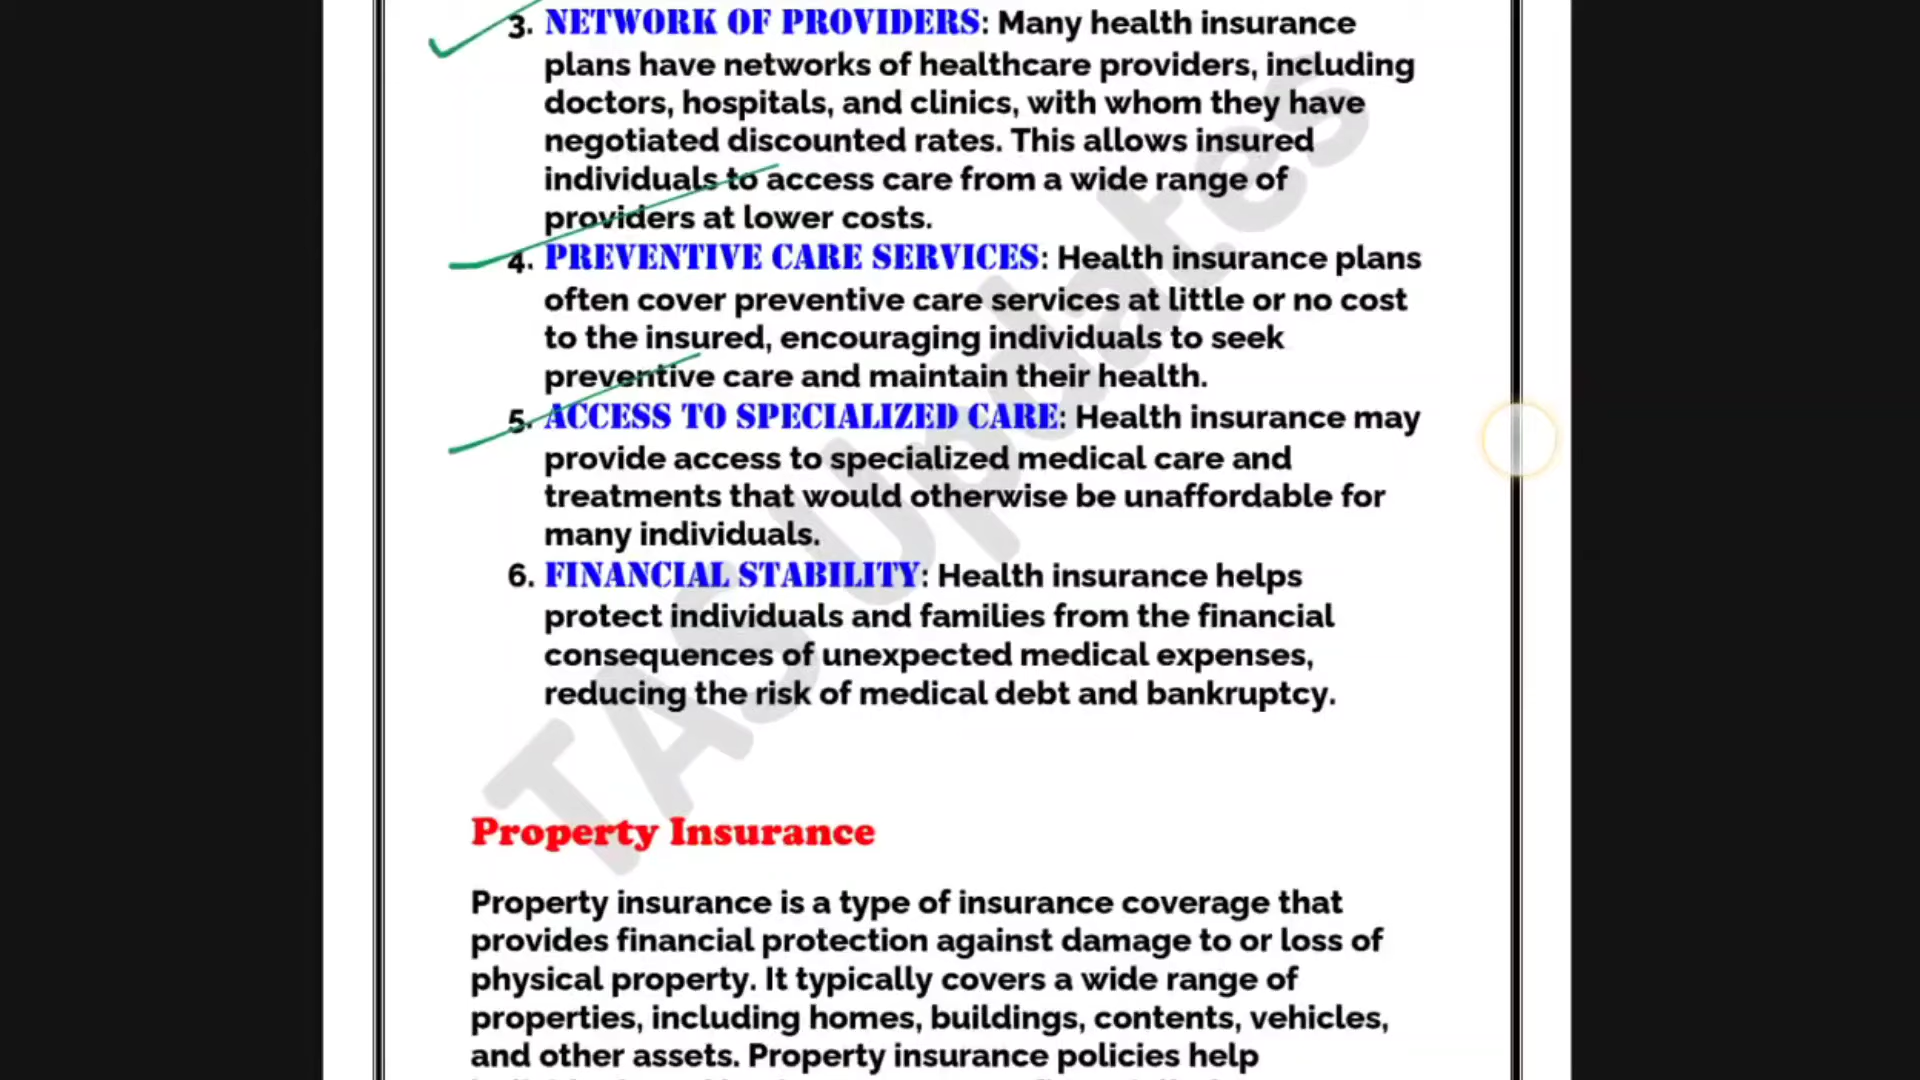 3. NETWORK OF PROVIDERS: Many health insurance
plans have networks of healthcare providers, including
doctors, hospitals, and clinics, with whom they have
negotiated discounted rates. This allows insured
individuals to access care from a wide range of
providers at lower costs.
4. PREVENTIVE CARE SERVICES: Health insurance plans
often cover preventive care services at little or no cost
to the insured, encouraging individuals to seek
preventive care and maintain their health.
5. ACCESS TO SPECIALIZED CARE: Health insurance may
provide access to specialized medical care and
treatments that would otherwise be unaffordable for
many individuals.
6. FINANCIAL STABILITY: Health insurance helps
protect individuals and families from the financial
consequences of unexpected medical expenses,
reducing the risk of medical debt and bankruptcy.
TAS Updates
Property Insurance
Property insurance is a type of insurance coverage that
provides financial protection against damage to or loss of
physical property. It typically covers a wide range of
properties, including homes, buildings, contents, vehicles,
and other assets. Property insurance policies help